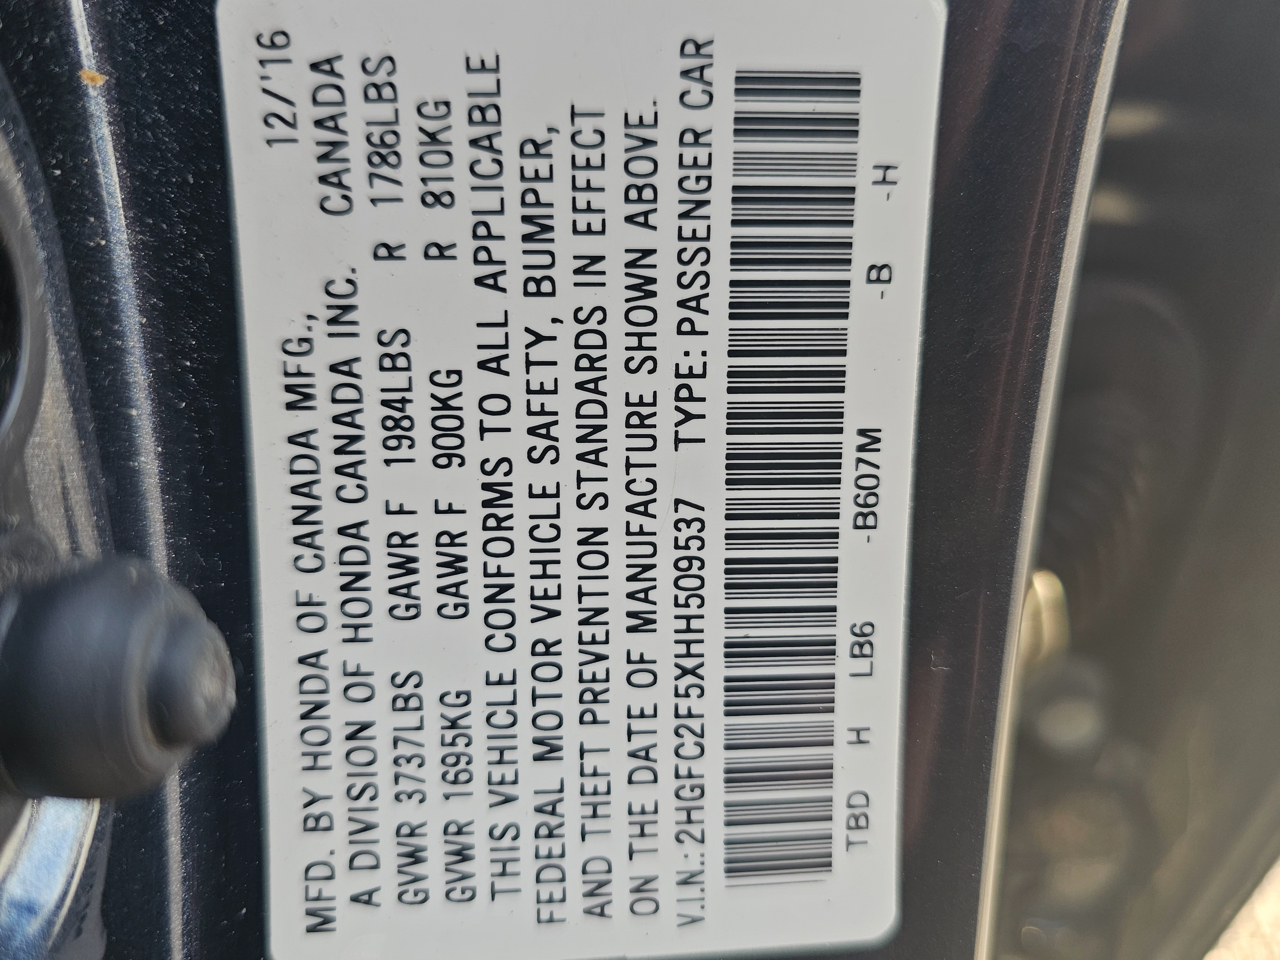 MFD. BY HONDA OF CANADA MFG., 12/'16
A DIVISION OF HONDA CANADA INC. CANADA
GVWR 3737LBS GAWR F 1984LBS R 1786LBS
GVWR 1695KG GAWR F 900KG R 810KG
THIS VEHICLE CONFORMS TO ALL APPLICABLE
FEDERAL MOTOR VEHICLE SAFETY, BUMPER,
AND THEFT PREVENTION STANDARDS IN EFFECT
ON THE DATE OF MANUFACTURE SHOWN ABOVE.
V.I.N.: 2HGFC2F5XHH509537 TYPE: PASSENGER CAR
TBD H LB6 -B607M -B -H